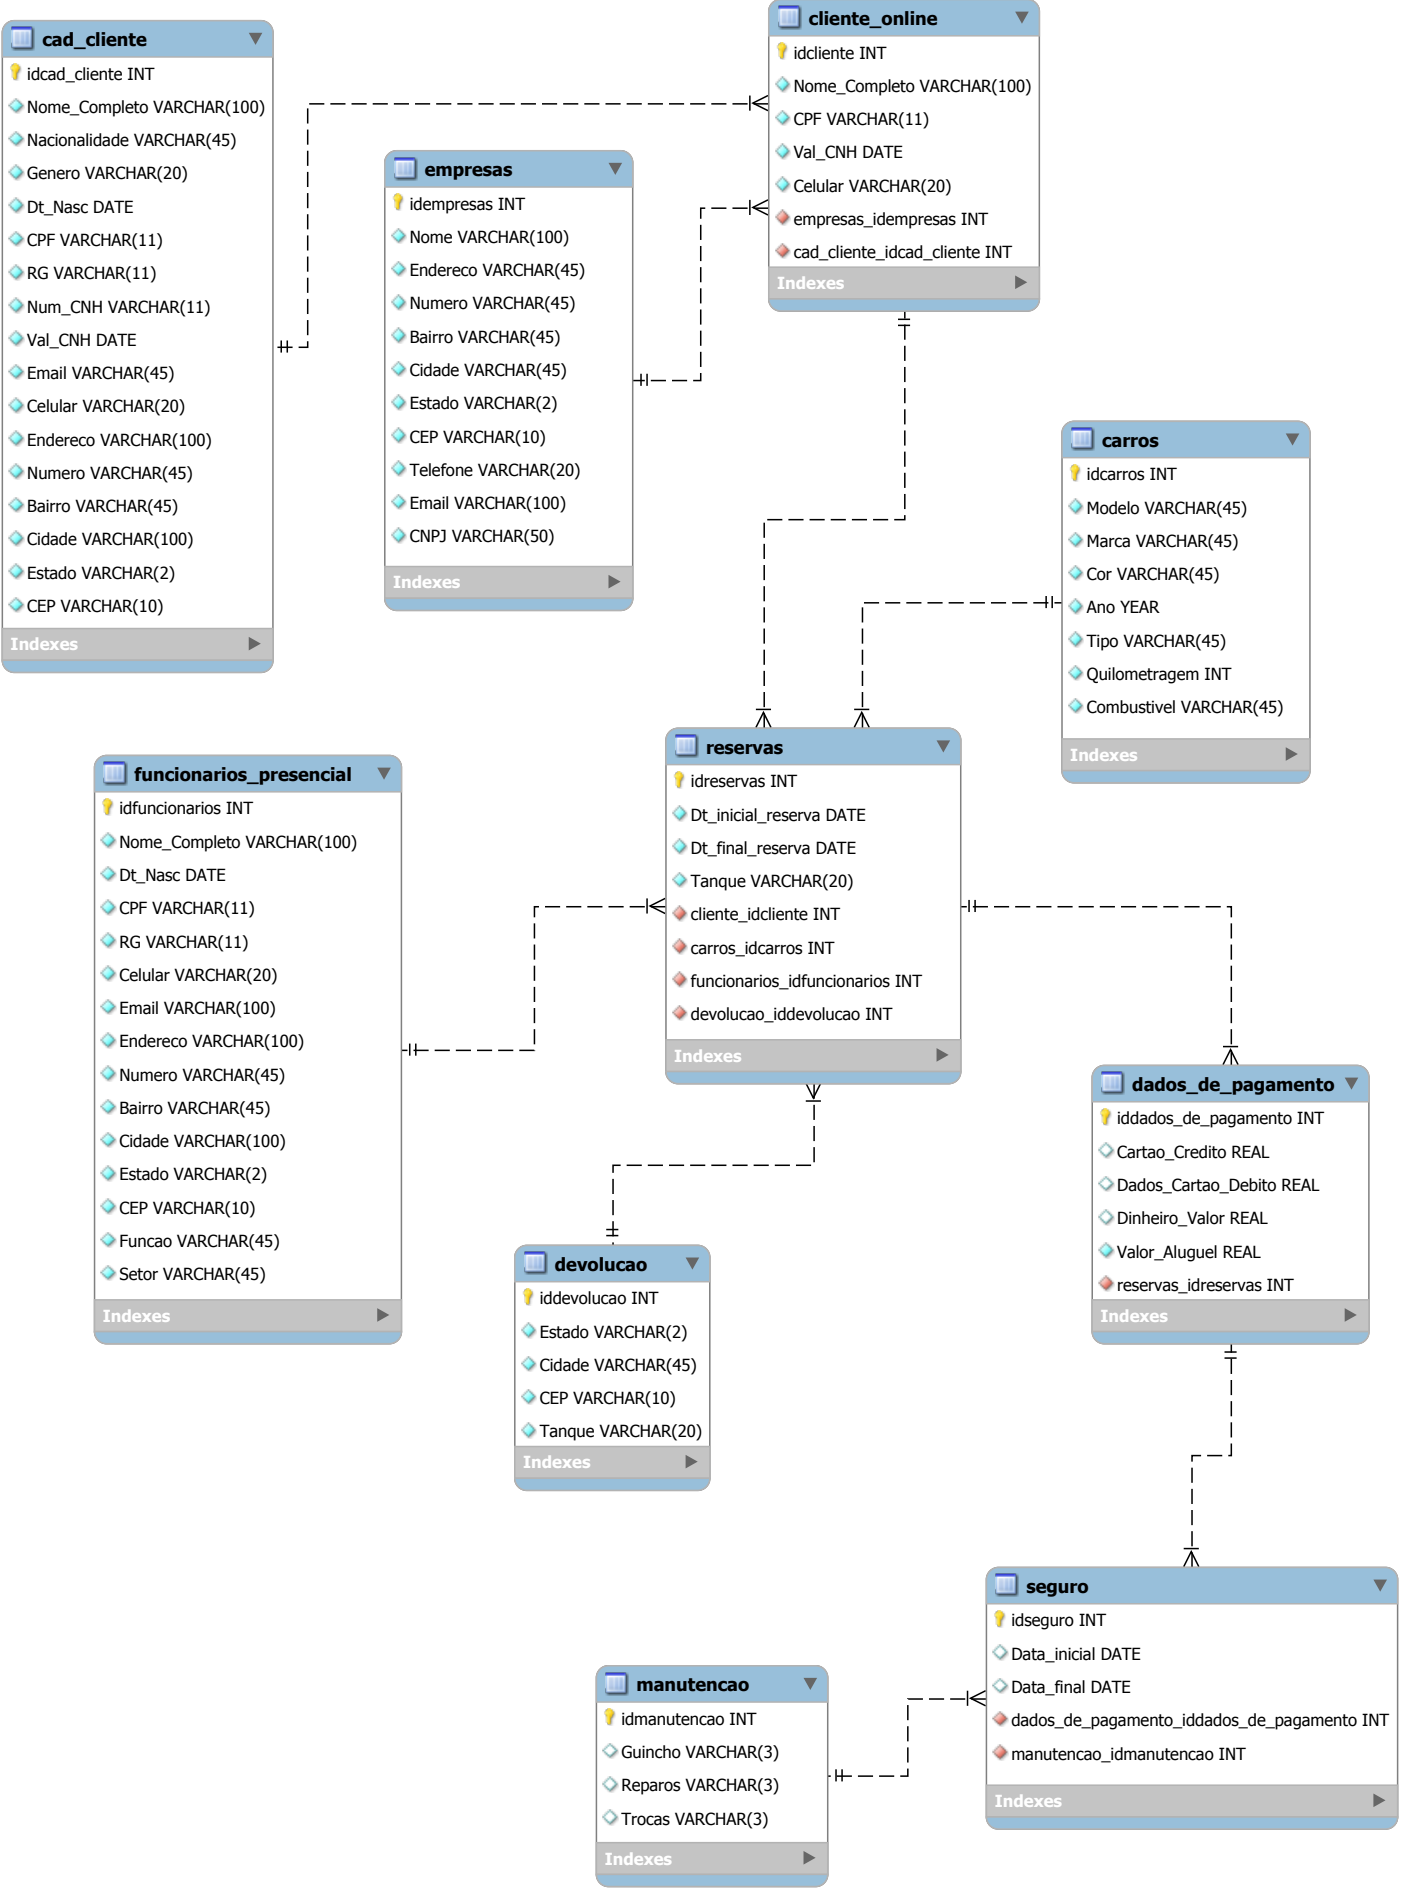 cad_cliente
idcad_cliente INT
Nome_Completo VARCHAR(100)
Nacionalidade VARCHAR(45)
Genero VARCHAR(20)
Dt_Nasc DATE
CPF VARCHAR(11)
RG VARCHAR(11)
Num_CNH VARCHAR(11)
Val_CNH DATE
Email VARCHAR(45)
Celular VARCHAR(20)
Endereco VARCHAR(100)
Numero VARCHAR(45)
Bairro VARCHAR(45)
Cidade VARCHAR(100)
Estado VARCHAR(2)
CEP VARCHAR(10)
Indexes
empresas
idempresas INT
Nome VARCHAR(100)
Endereco VARCHAR(45)
Numero VARCHAR(45)
Bairro VARCHAR(45)
Cidade VARCHAR(45)
Estado VARCHAR(2)
CEP VARCHAR(10)
Telefone VARCHAR(20)
Email VARCHAR(100)
CNPJ VARCHAR(50)
Indexes
cliente_online
idcliente INT
Nome_Completo VARCHAR(100)
CPF VARCHAR(11)
Val_CNH DATE
Celular VARCHAR(20)
empresas_idempresas INT
cad_cliente_idcad_cliente INT
Indexes
carros
idcarros INT
Modelo VARCHAR(45)
Marca VARCHAR(45)
Cor VARCHAR(45)
Ano YEAR
Tipo VARCHAR(45)
Quilometragem INT
Combustivel VARCHAR(45)
Indexes
funcionarios_presencial
idfuncionarios INT
Nome_Completo VARCHAR(100)
Dt_Nasc DATE
CPF VARCHAR(11)
RG VARCHAR(11)
Celular VARCHAR(20)
Email VARCHAR(100)
Endereco VARCHAR(100)
Numero VARCHAR(45)
Bairro VARCHAR(45)
Cidade VARCHAR(100)
Estado VARCHAR(2)
CEP VARCHAR(10)
Funcao VARCHAR(45)
Setor VARCHAR(45)
Indexes
reservas
idreservas INT
Dt_inicial_reserva DATE
Dt_final_reserva DATE
Tanque VARCHAR(20)
cliente_idcliente INT
carros_idcarros INT
funcionarios_idfuncionarios INT
devolucao_iddevolucao INT
Indexes
dados_de_pagamento
iddados_de_pagamento INT
Cartao_Credito REAL
Dados_Cartao_Debito REAL
Dinheiro_Valor REAL
Valor_Aluguel REAL
reservas_idreservas INT
Indexes
devolucao
iddevolucao INT
Estado VARCHAR(2)
Cidade VARCHAR(45)
CEP VARCHAR(10)
Tanque VARCHAR(20)
Indexes
seguro
idseguro INT
Data_inicial DATE
Data_final DATE
dados_de_pagamento_iddados_de_pagamento INT
manutencao_idmanutencao INT
Indexes
manutencao
idmanutencao INT
Guincho VARCHAR(3)
Reparos VARCHAR(3)
Trocas VARCHAR(3)
Indexes